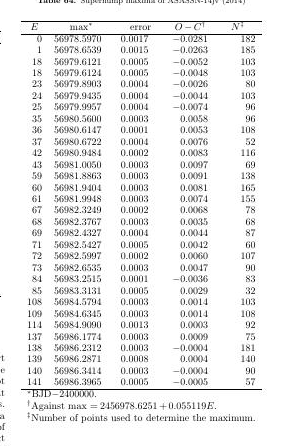 Table 64. Superhump maxima of ASASSN-14jv (2014)
E max* error O − C† N‡
0 56978.5970 0.0017 −0.0281 182
1 56978.6539 0.0015 −0.0263 185
18 56979.6121 0.0005 −0.0052 103
18 56979.6124 0.0005 −0.0048 103
23 56979.8903 0.0004 −0.0026 80
24 56979.9435 0.0004 −0.0044 103
25 56979.9957 0.0004 −0.0074 96
35 56980.5600 0.0003 0.0058 96
36 56980.6147 0.0001 0.0053 108
37 56980.6722 0.0004 0.0076 52
42 56980.9484 0.0002 0.0083 116
43 56981.0050 0.0003 0.0097 69
59 56981.8863 0.0003 0.0091 138
60 56981.9404 0.0003 0.0081 165
61 56981.9948 0.0003 0.0074 155
67 56982.3249 0.0002 0.0068 78
68 56982.3767 0.0003 0.0035 68
69 56982.4327 0.0004 0.0044 87
71 56982.5427 0.0005 0.0042 60
72 56982.5997 0.0002 0.0060 107
73 56982.6535 0.0003 0.0047 90
84 56983.2515 0.0001 −0.0036 83
85 56983.3131 0.0005 0.0029 32
108 56984.5794 0.0003 0.0014 103
109 56984.6345 0.0003 0.0014 108
114 56984.9090 0.0013 0.0003 92
137 56986.1774 0.0003 0.0009 75
138 56986.2312 0.0003 −0.0004 181
139 56986.2871 0.0008 0.0004 140
140 56986.3414 0.0003 −0.0004 90
141 56986.3965 0.0005 −0.0005 57
*BJD−2400000.
†Against max = 2456978.6251 + 0.055119E.
‡Number of points used to determine the maximum.